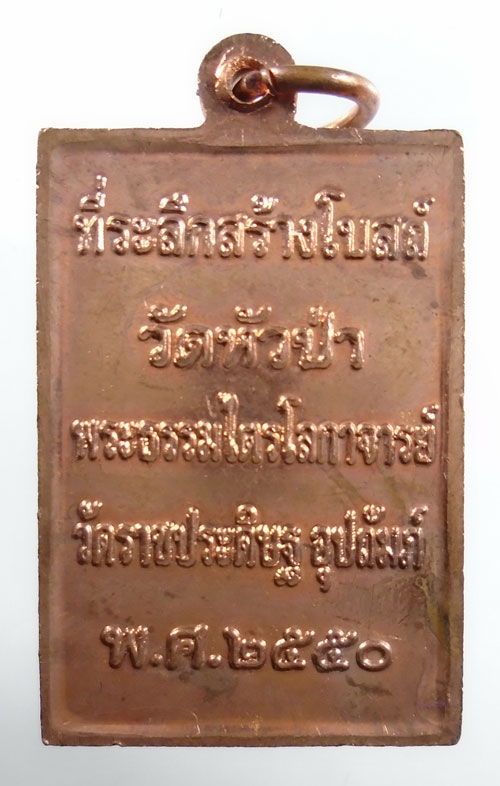 ที่ระลึกสร้างโบสถ์
วัดหัวป่า
พระธรรมไตรโลกาจารย์
วัดราชประดิษฐ อุปถัมภ์
พ.ศ.๒๕๕๐